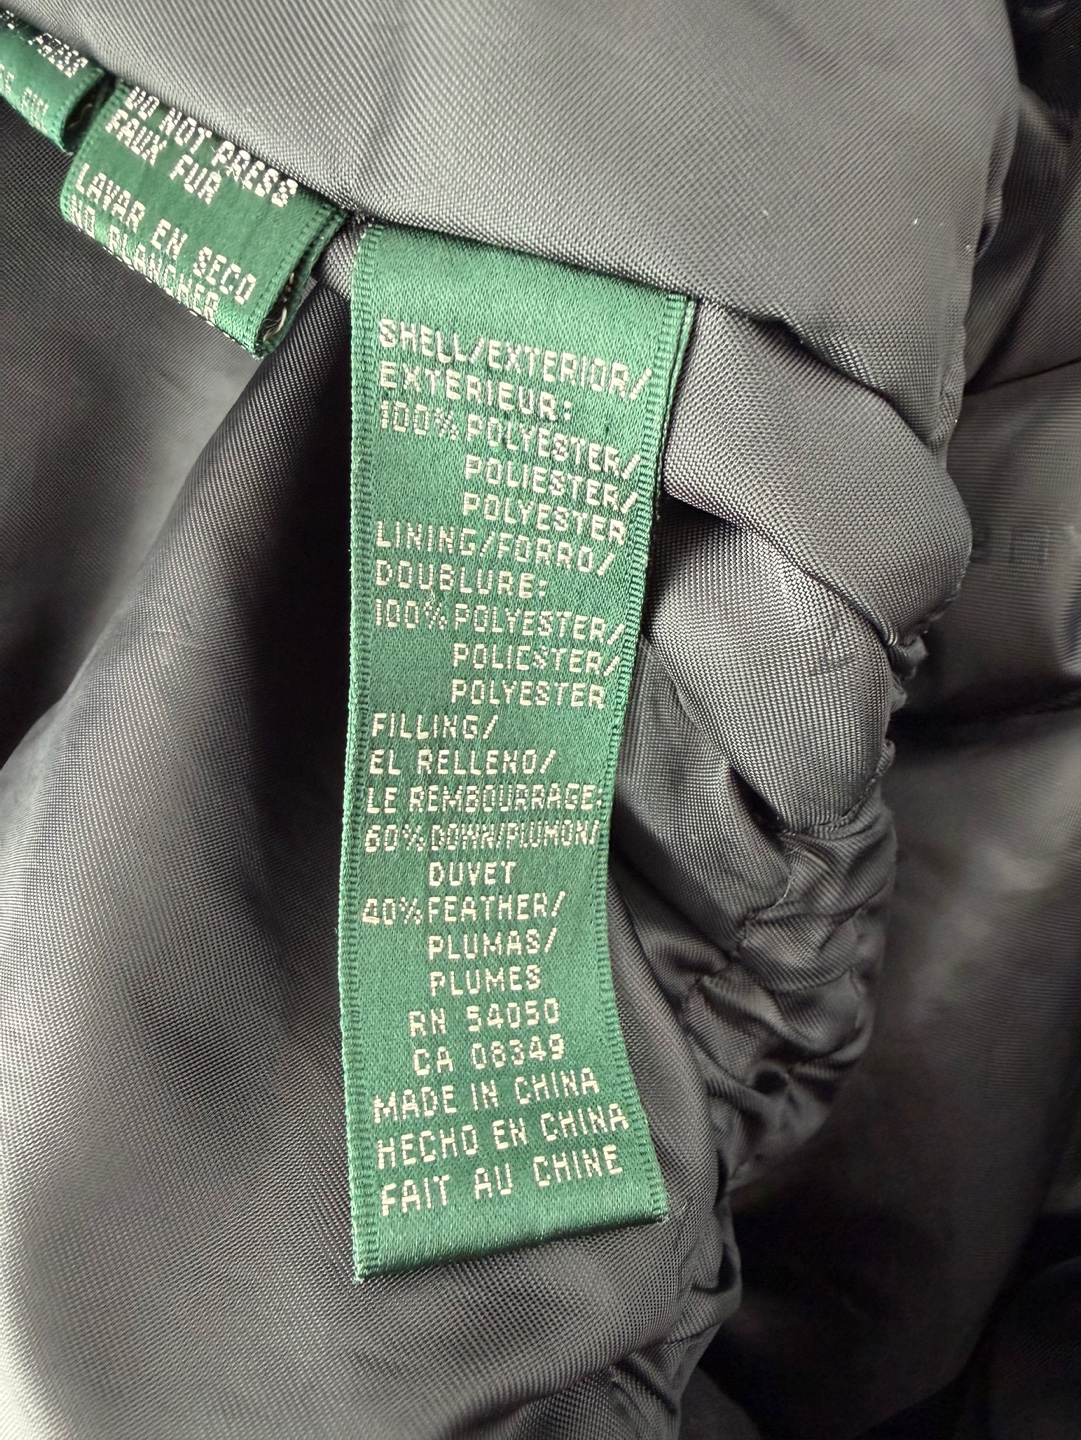 DO NOT PRESS
FAUX FUR
LAVAR EN SECO
NO BLANCHER
SHELL/EXTERIOR/
EXTERIEUR:
100% POLYESTER/
POLIESTER/
POLYESTER
LINING/FORRO/
DOUBLURE:
100% POLYESTER/
POLIESTER/
POLYESTER
FILLING/
EL RELLENO/
LE REMBOURRAGE:
60% DOWN/PLUMON/
DUVET
40% FEATHER/
PLUMAS/
PLUMES
RN 54050
CA 08349
MADE IN CHINA
HECHO EN CHINA
FAIT AU CHINE